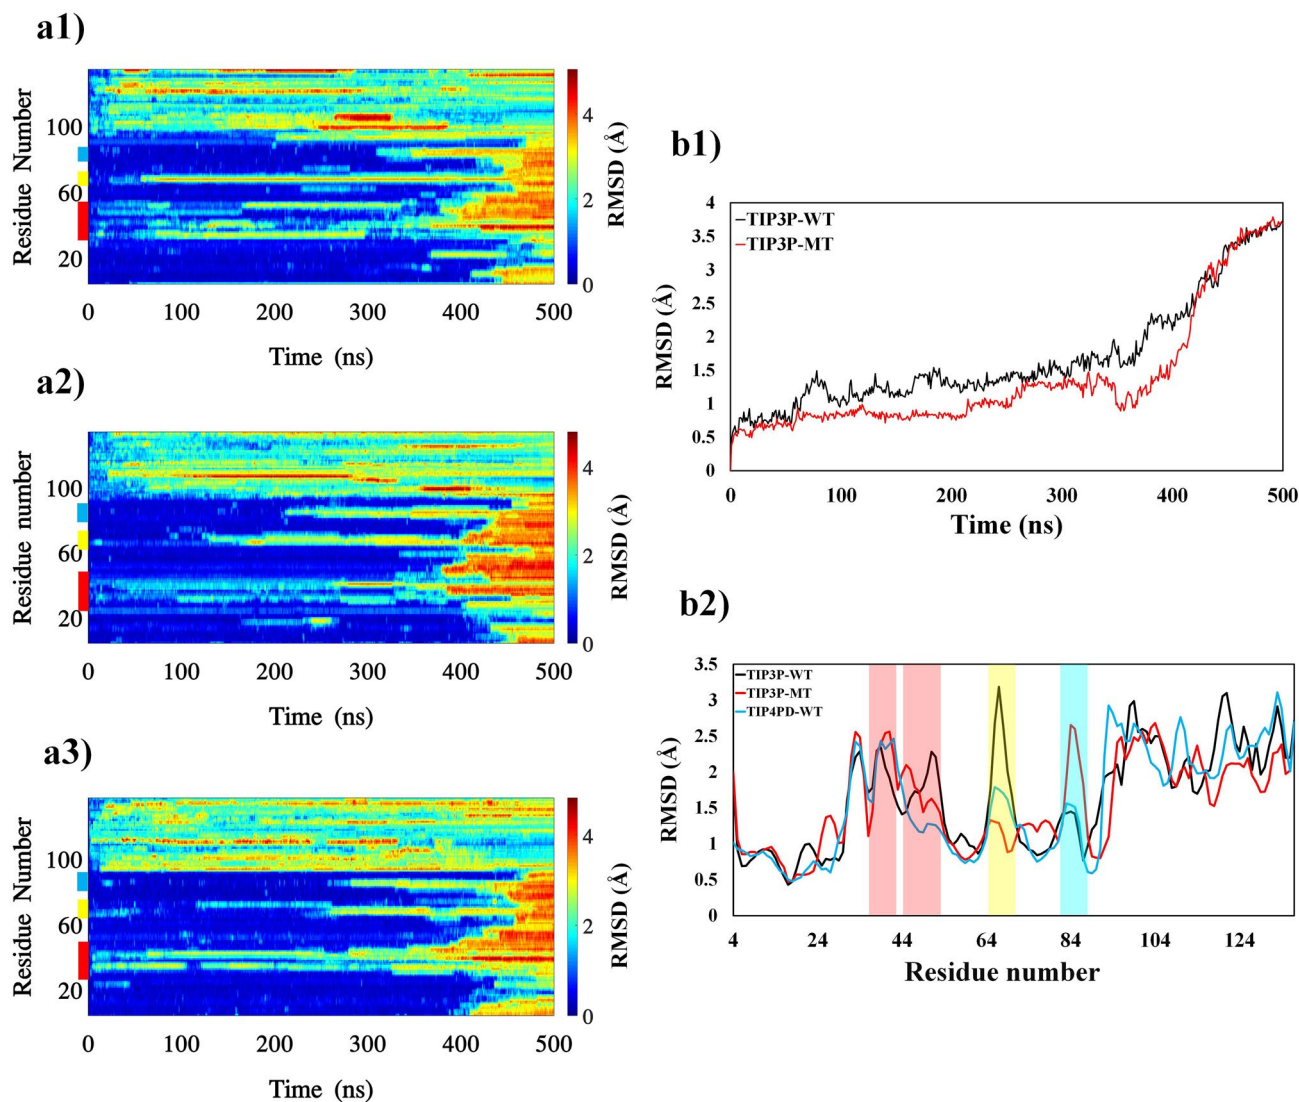 a1)
Residue Number
100
60
20
0
100
200
300
400
500
Time (ns)
4
2
0
RMSD (Å)
a2)
Residue number
100
60
20
0
100
200
300
400
500
Time (ns)
4
2
0
RMSD (Å)
a3)
Residue Number
100
60
20
0
100
200
300
400
500
Time (ns)
4
2
0
RMSD (Å)
b1)
RMSD (Å)
4
3.5
3
2.5
2
1.5
1
0.5
0
TIP3P-WT
TIP3P-MT
0
100
200
300
400
500
Time (ns)
b2)
RMSD (Å)
3.5
3
2.5
2
1.5
1
0.5
0
TIP3P-WT
TIP3P-MT
TIP4PD-WT
4
24
44
64
84
104
124
Residue number